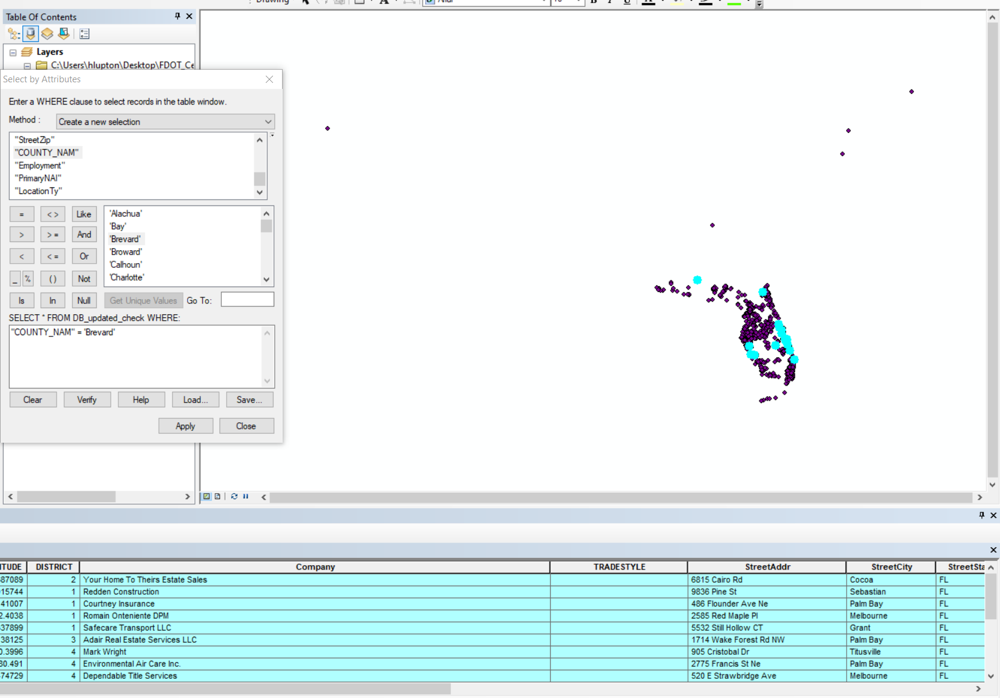 Drawing
B
I
U
A
Table Of Contents
Layers
C:\Users\hlupton\Desktop\FDOT_Ce
Select by Attributes
Enter a WHERE clause to select records in the table window.
Method : Create a new selection
"StreetZip"
"COUNTY_NAM"
"Employment"
"PrimaryNAI"
"LocationTy"
= < > Like
> > = And
< < = Or
_ % ( ) Not
Is In Null
'Alachua'
'Bay'
'Brevard'
'Broward'
'Calhoun'
'Charlotte'
Get Unique Values Go To:
SELECT * FROM DB_updated_check WHERE:
"COUNTY_NAM" = 'Brevard'
Clear Verify Help Load... Save...
Apply Close
ITUDE DISTRICT Company TRADESTYLE StreetAddr StreetCity StreetSta
87089 2 Your Home To Theirs Estate Sales 6815 Cairo Rd Cocoa FL
15744 1 Redden Construction 9836 Pine St Sebastian FL
41007 1 Courtney Insurance 486 Flounder Ave Ne Palm Bay FL
2.4038 1 Romain Onteniente DPM 2585 Red Maple Pl Melbourne FL
37899 1 Safecare Transport LLC 5532 Still Hollow CT Grant FL
38125 3 Adair Real Estate Services LLC 1714 Wake Forest Rd NW Palm Bay FL
0.3996 4 Mark Wright 905 Cristobal Dr Titusville FL
80.491 4 Environmental Air Care Inc. 2775 Francis St Ne Palm Bay FL
74729 4 Dependable Title Services 520 E Strawbridge Ave Melbourne FL